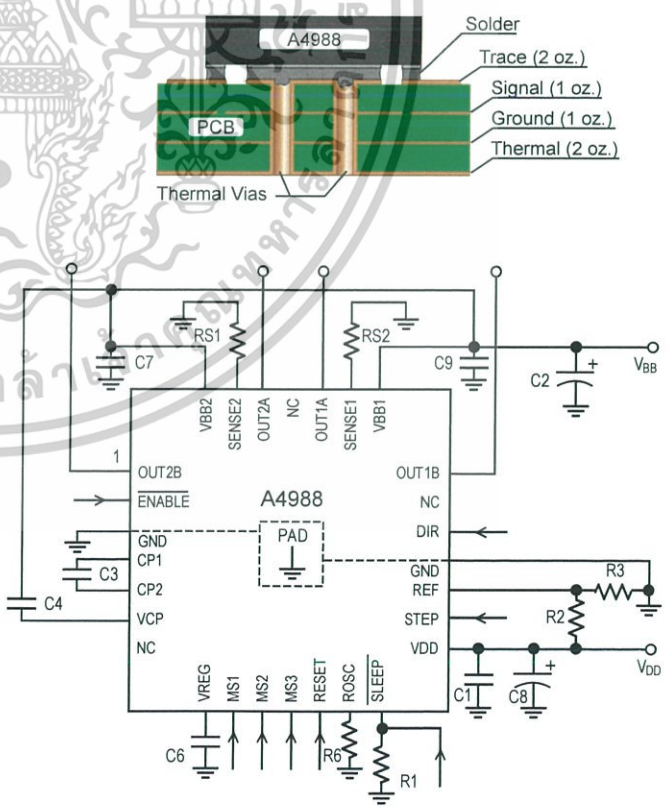 A4988
Solder
Trace (2 oz.)
Signal (1 oz.)
PCB
Ground (1 oz.)
Thermal (2 oz.)
Thermal Vias
C7
RS1
RS2
C9
C2
+
VBB
VBB2
SENSE2
OUT2A
NC
OUT1A
SENSE1
VBB1
1
OUT2B
OUT1B
ENABLE
A4988
NC
PAD
DIR
GND
GND
CP1
C3
CP2
REF
R3
C4
VCP
STEP
R2
NC
VDD
VDD
C1
C8
+
VREG
MS1
MS2
MS3
RESET
ROSC
SLEEP
C6
R6
R1